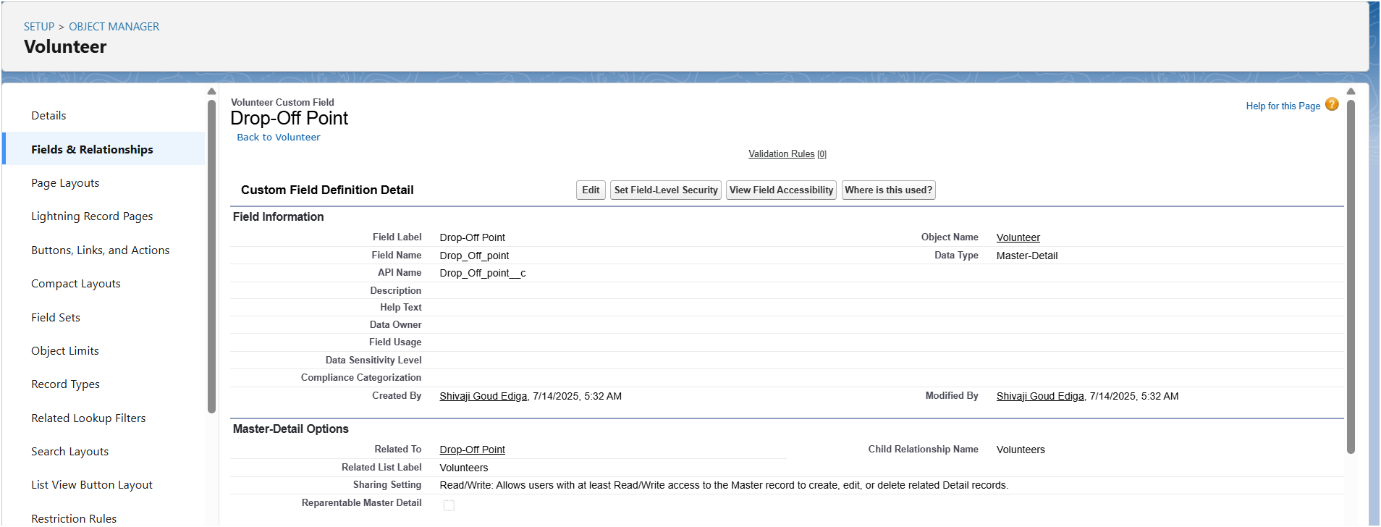 SETUP > OBJECT MANAGER
Volunteer
Details
Fields & Relationships
Page Layouts
Lightning Record Pages
Buttons, Links, and Actions
Compact Layouts
Field Sets
Object Limits
Record Types
Related Lookup Filters
Search Layouts
List View Button Layout
Restriction Rules
Volunteer Custom Field
Drop-Off Point
Back to Volunteer
Help for this Page ?
Validation Rules [0]
Custom Field Definition Detail Edit Set Field-Level Security View Field Accessibility Where is this used?
Field Information
Field Label Drop-Off Point Object Name Volunteer
Field Name Drop_Off_point Data Type Master-Detail
API Name Drop_Off_point__c
Description
Help Text
Data Owner
Field Usage
Data Sensitivity Level
Compliance Categorization
Created By Shivaji Goud Ediga, 7/14/2025, 5:32 AM Modified By Shivaji Goud Ediga, 7/14/2025, 5:32 AM
Master-Detail Options
Related To Drop-Off Point Child Relationship Name Volunteers
Related List Label Volunteers
Sharing Setting Read/Write: Allows users with at least Read/Write access to the Master record to create, edit, or delete related Detail records.
Reparentable Master Detail